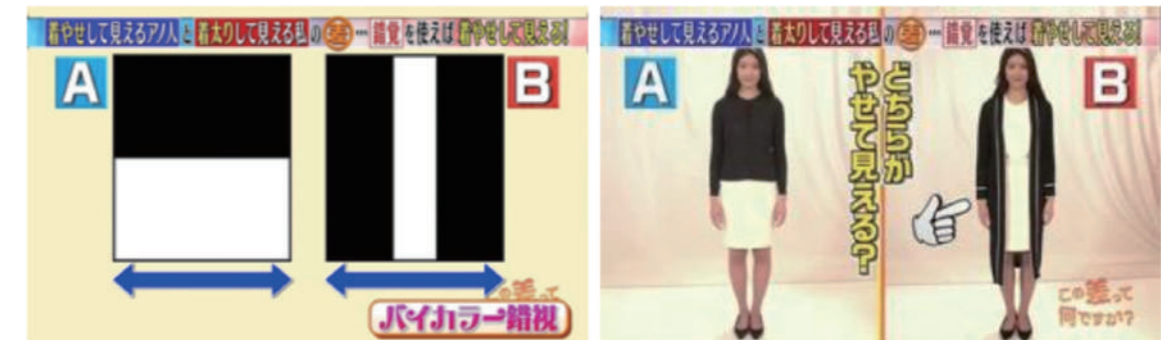 着やせして見えるアノ人と着太りして見える私の差…錯覚を使えば着やせして見える!
A
B
の差って
バイカラー錯視
着やせして見えるアノ人と着太りして見える私の差…錯覚を使えば着やせして見える!
A
どちらが
やせて見える?
B
この差って
何ですか?